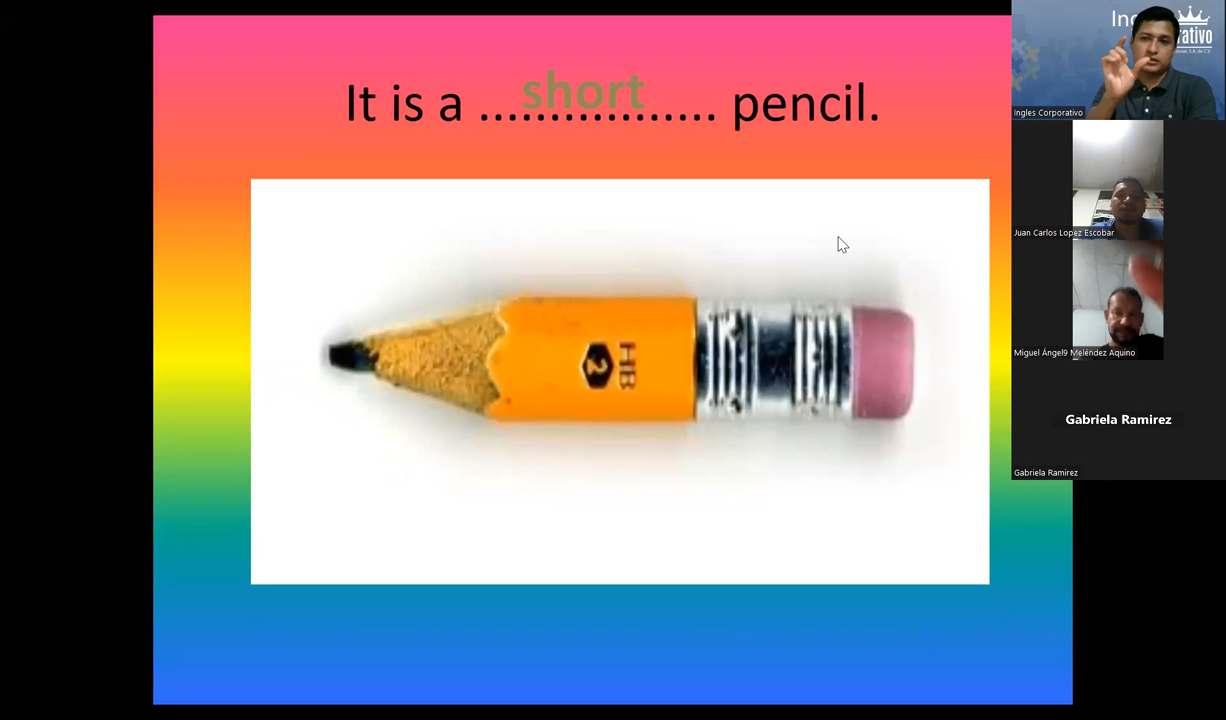 It is a ................. pencil.
short
HB
2
Ingles Corporativo
Juan Carlos Lopez Escobar
Miguel Ángel9 Meléndez Aquino
Gabriela Ramirez
Gabriela Ramirez